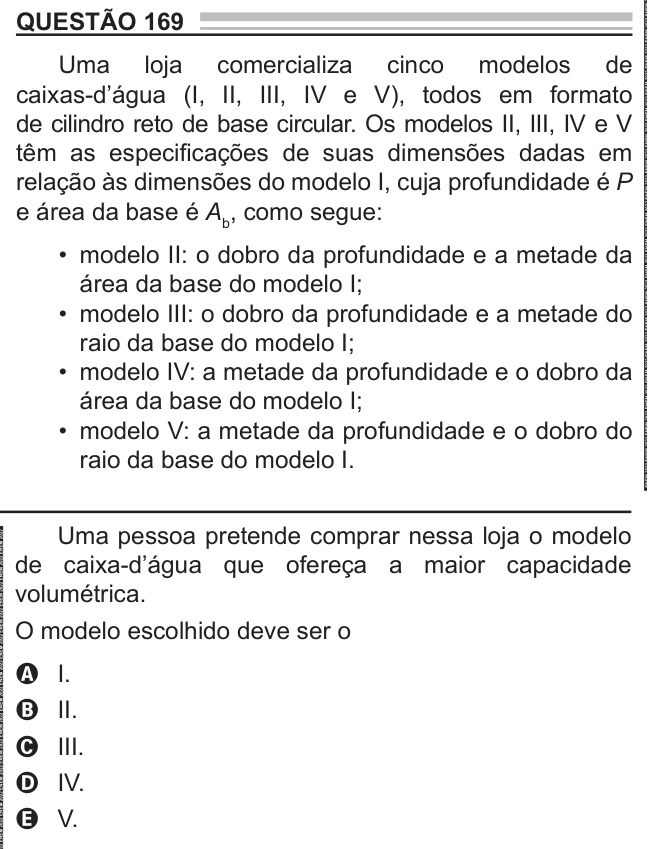 QUESTÃO 169
Uma loja comercializa cinco modelos de
caixas-d’água (I, II, III, IV e V), todos em formato
de cilindro reto de base circular. Os modelos II, III, IV e V
têm as especificações de suas dimensões dadas em
relação às dimensões do modelo I, cuja profundidade é P
e área da base é Ab, como segue:
• modelo II: o dobro da profundidade e a metade da
área da base do modelo I;
• modelo III: o dobro da profundidade e a metade do
raio da base do modelo I;
• modelo IV: a metade da profundidade e o dobro da
área da base do modelo I;
• modelo V: a metade da profundidade e o dobro do
raio da base do modelo I.
Uma pessoa pretende comprar nessa loja o modelo
de caixa-d’água que ofereça a maior capacidade
volumétrica.
O modelo escolhido deve ser o
A I.
B II.
C III.
D IV.
E V.